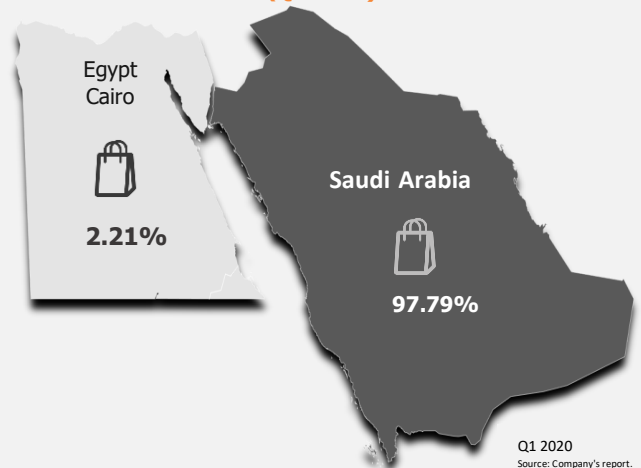 Egypt
Cairo
2.21%
Saudi Arabia
97.79%
Q1 2020
Source: Company's report.